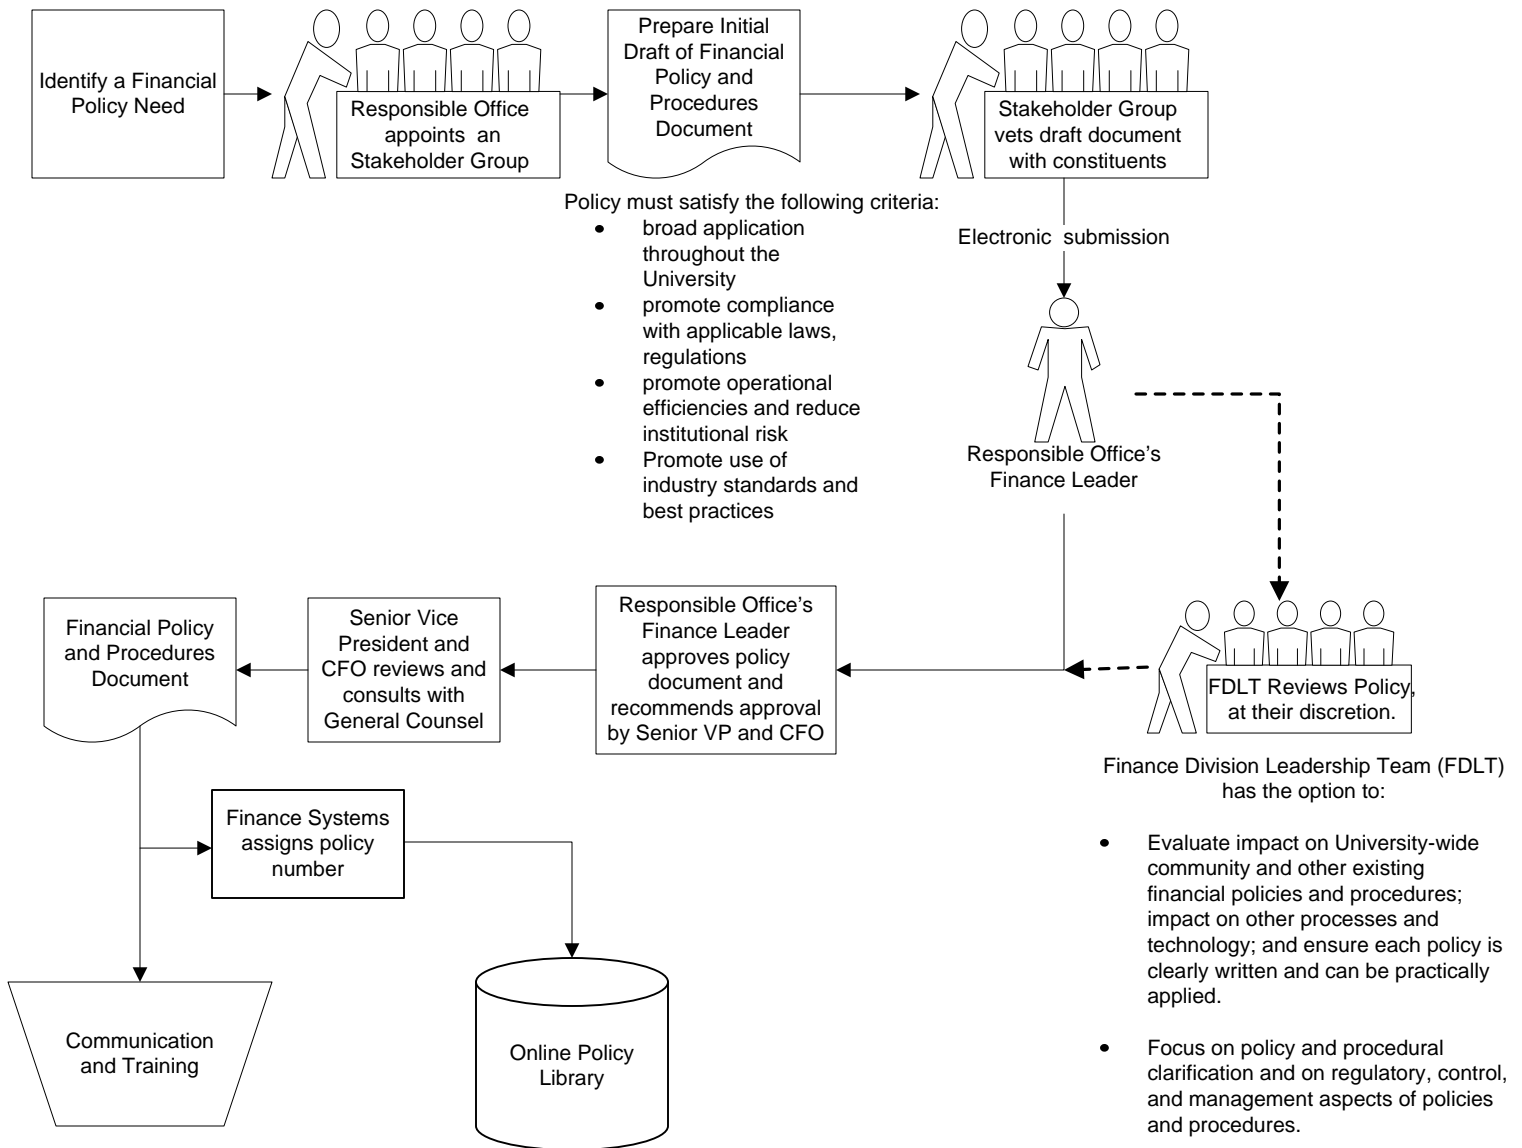 Identify a Financial
Policy Need
Responsible Office
appoints an
Stakeholder Group
Prepare Initial
Draft of Financial
Policy and
Procedures
Document
Stakeholder Group
vets draft document
with constituents
Policy must satisfy the following criteria:
• broad application
throughout the
University
• promote compliance
with applicable laws,
regulations
• promote operational
efficiencies and reduce
institutional risk
• Promote use of
industry standards and
best practices
Electronic submission
Responsible Office's
Finance Leader
FDLT Reviews Policy,
at their discretion.
Finance Division Leadership Team (FDLT)
has the option to:
• Evaluate impact on University-wide
community and other existing
financial policies and procedures;
impact on other processes and
technology; and ensure each policy is
clearly written and can be practically
applied.
• Focus on policy and procedural
clarification and on regulatory, control,
and management aspects of policies
and procedures.
Responsible Office's
Finance Leader
approves policy
document and
recommends approval
by Senior VP and CFO
Senior Vice
President and
CFO reviews and
consults with
General Counsel
Financial Policy
and Procedures
Document
Finance Systems
assigns policy
number
Communication
and Training
Online Policy
Library